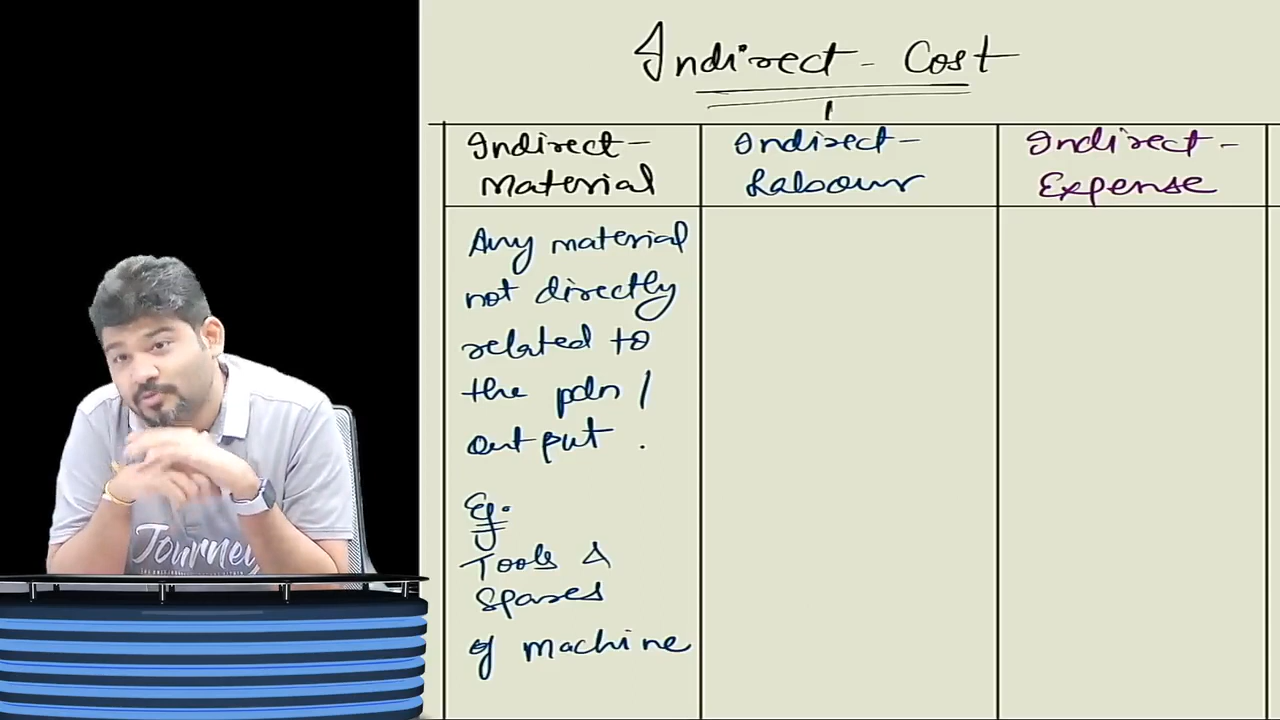 Indirect - Cost
Indirect -
Material
Indirect -
Labour
Indirect -
Expense
Any material
not directly
related to
the pdn /
output .
Eg.
Tools &
Spares
of machine
Journey